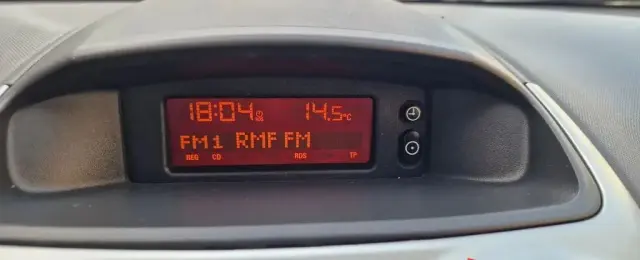 18:04 14.5°C
FM1 RMF FM
REG CD RDS TP